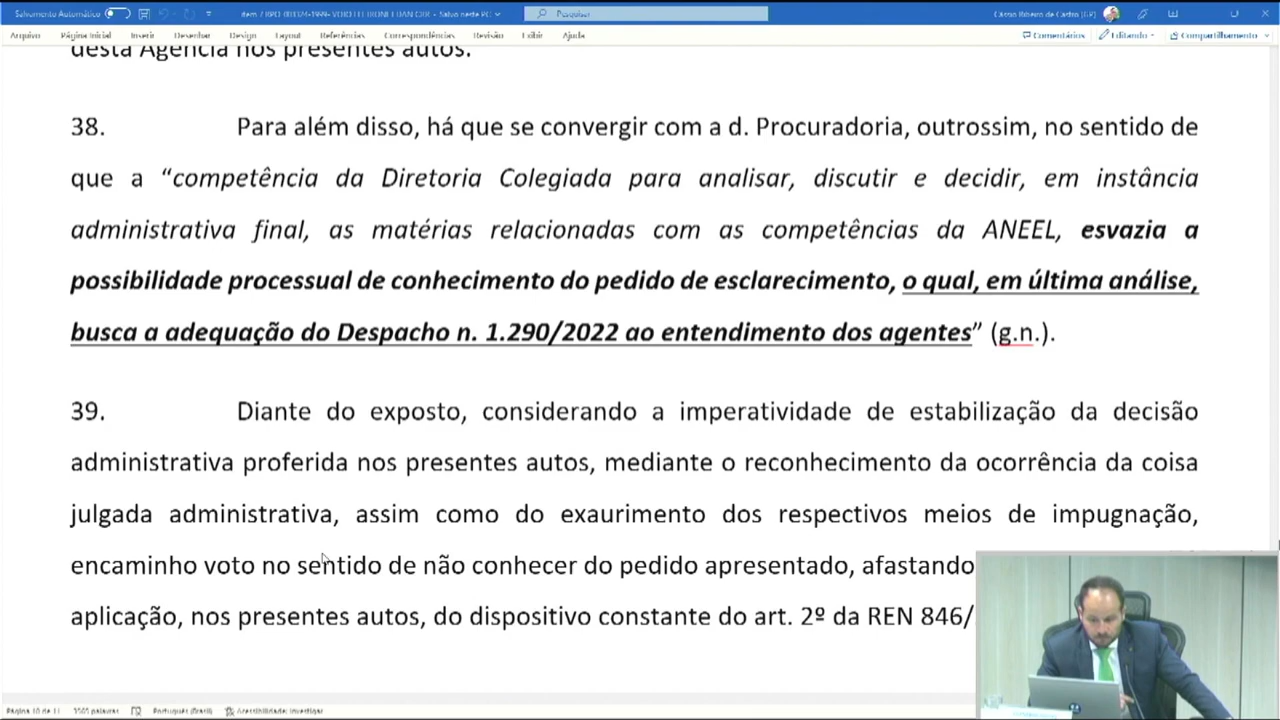 Salvamento Automático
Pesquisar
Arquivo Página Inicial Inserir Desenhar Design Layout Referências Correspondências Revisão Exibir Ajuda Comentários Editando Compartilhamento
desta Agência nos presentes autos.
38. Para além disso, há que se convergir com a d. Procuradoria, outrossim, no sentido de
que a “competência da Diretoria Colegiada para analisar, discutir e decidir, em instância
administrativa final, as matérias relacionadas com as competências da ANEEL, esvazia a
possibilidade processual de conhecimento do pedido de esclarecimento, o qual, em última análise,
busca a adequação do Despacho n. 1.290/2022 ao entendimento dos agentes” (g.n.).
39. Diante do exposto, considerando a imperatividade de estabilização da decisão
administrativa proferida nos presentes autos, mediante o reconhecimento da ocorrência da coisa
julgada administrativa, assim como do exaurimento dos respectivos meios de impugnação,
encaminho voto no sentido de não conhecer do pedido apresentado, afastando
aplicação, nos presentes autos, do dispositivo constante do art. 2º da REN 846/
palavras Português (Brasil) Acessibilidade: investigar